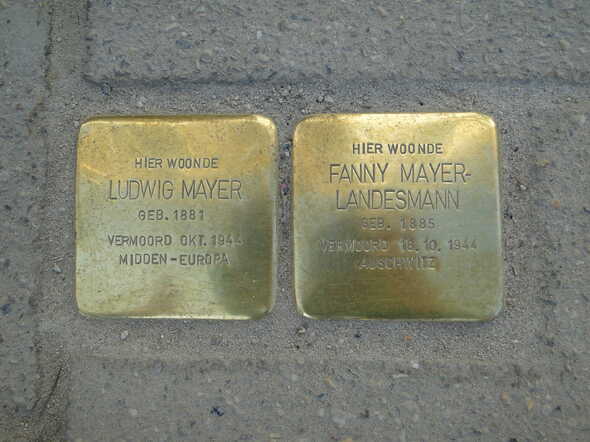 HIER WOONDE
LUDWIG MAYER
GEB. 1881
VERMOORD OKT. 1944
MIDDEN-EUROPA
HIER WOONDE
FANNY MAYER-
LANDESMANN
GEB. 1885
VERMOORD 16.10.1944
AUSCHWITZ